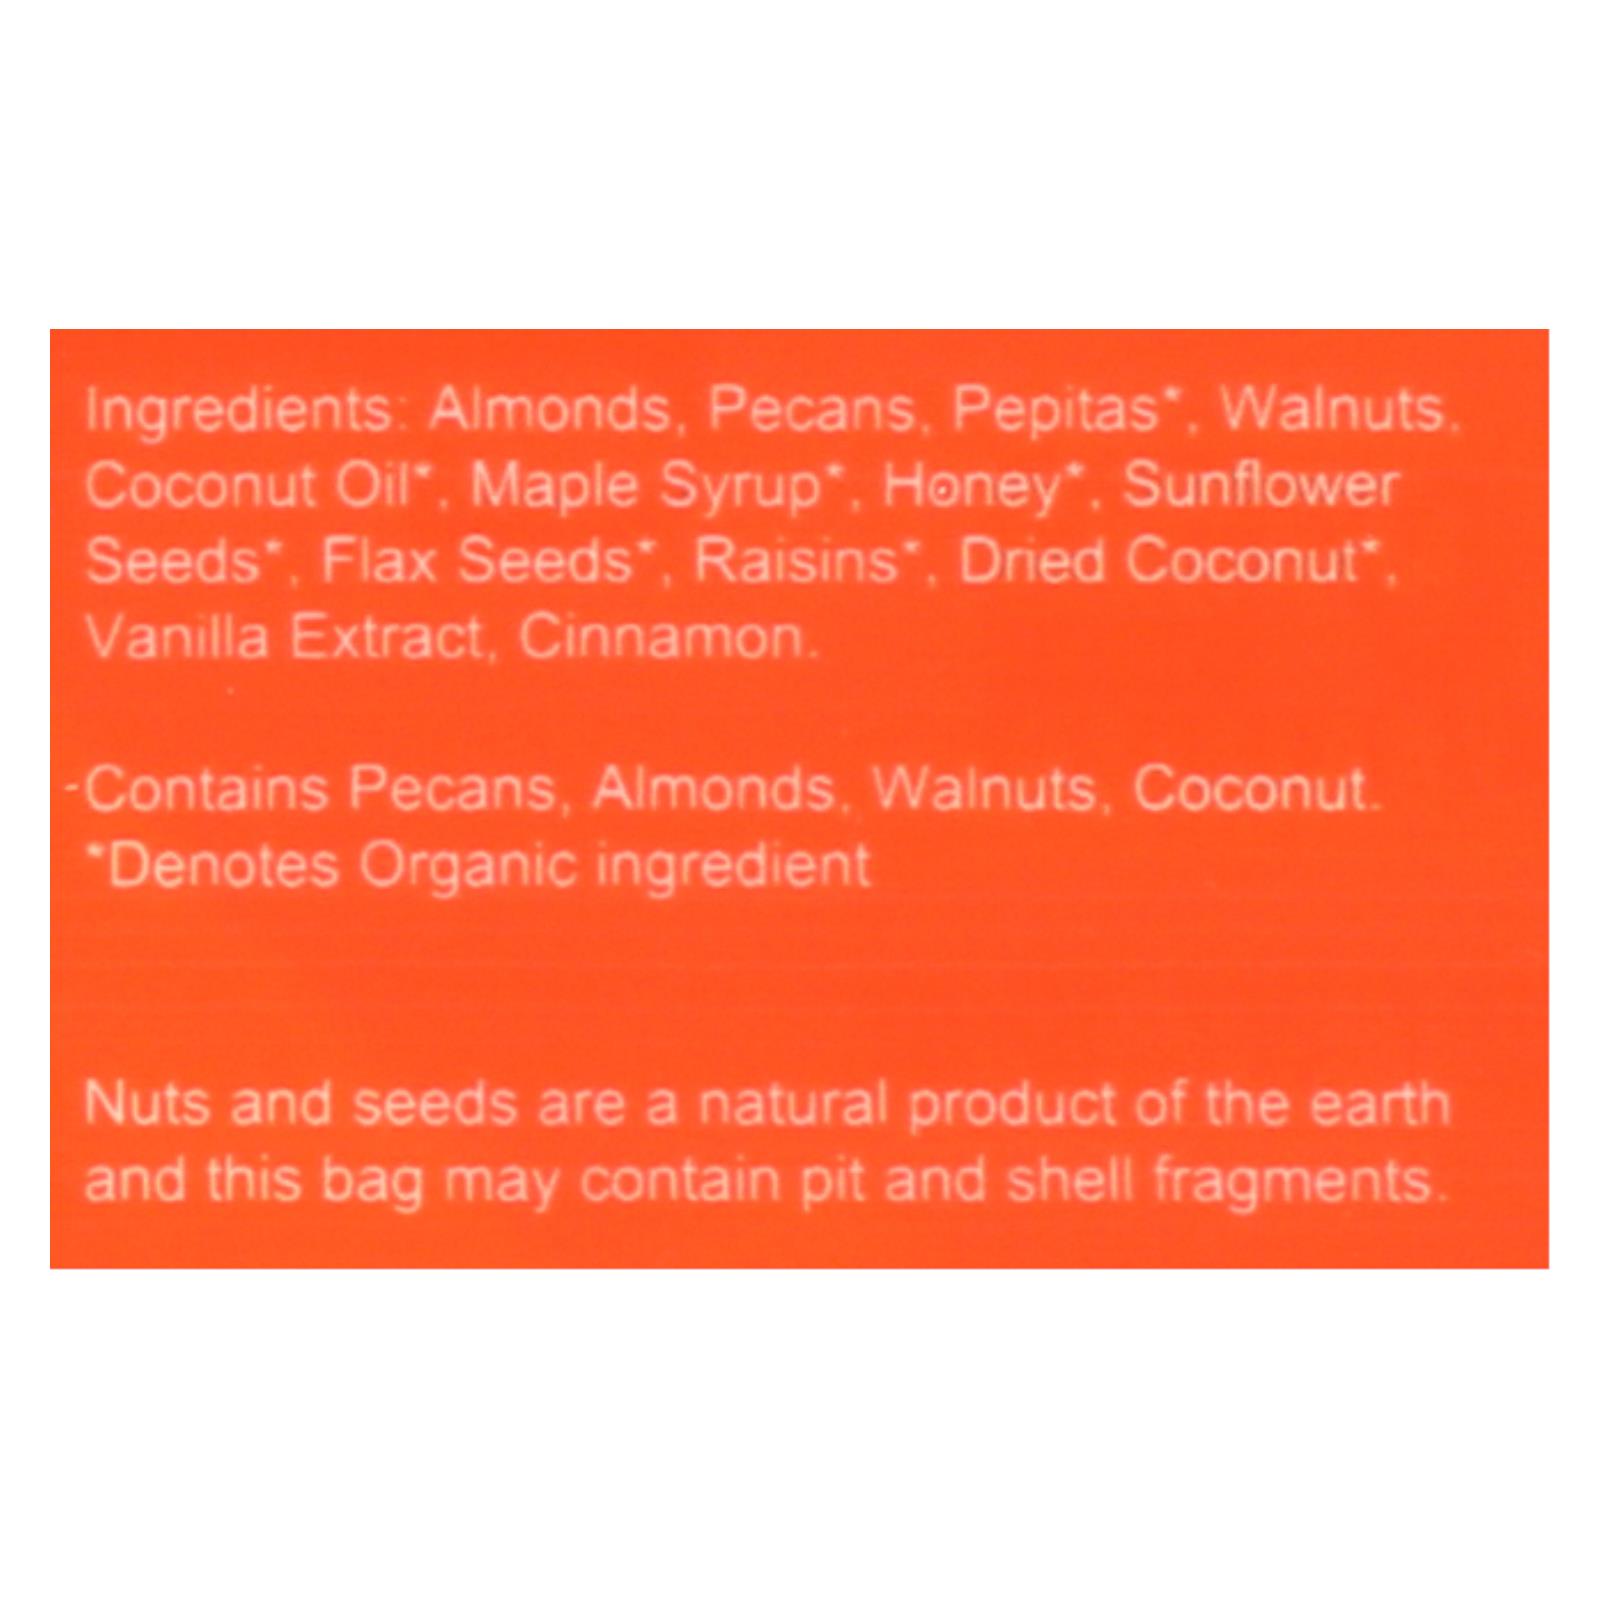 Ingredients: Almonds, Pecans, Pepitas*, Walnuts,
Coconut Oil*, Maple Syrup*, Honey*, Sunflower
Seeds*, Flax Seeds*, Raisins*, Dried Coconut*,
Vanilla Extract, Cinnamon.
-Contains Pecans, Almonds, Walnuts, Coconut.
*Denotes Organic ingredient
Nuts and seeds are a natural product of the earth
and this bag may contain pit and shell fragments.